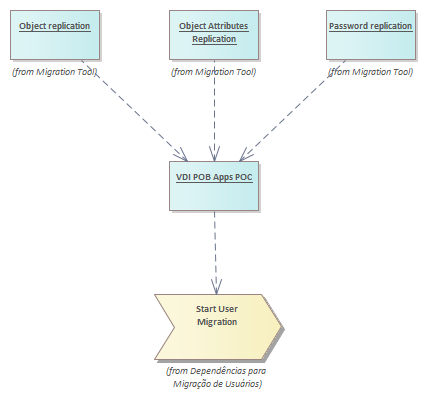 Object replication
Object Attributes
Replication
Password replication
(from Migration Tool)
(from Migration Tool)
(from Migration Tool)
VDI POB Apps POC
Start User
Migration
(from Dependências para
Migração de Usuários)